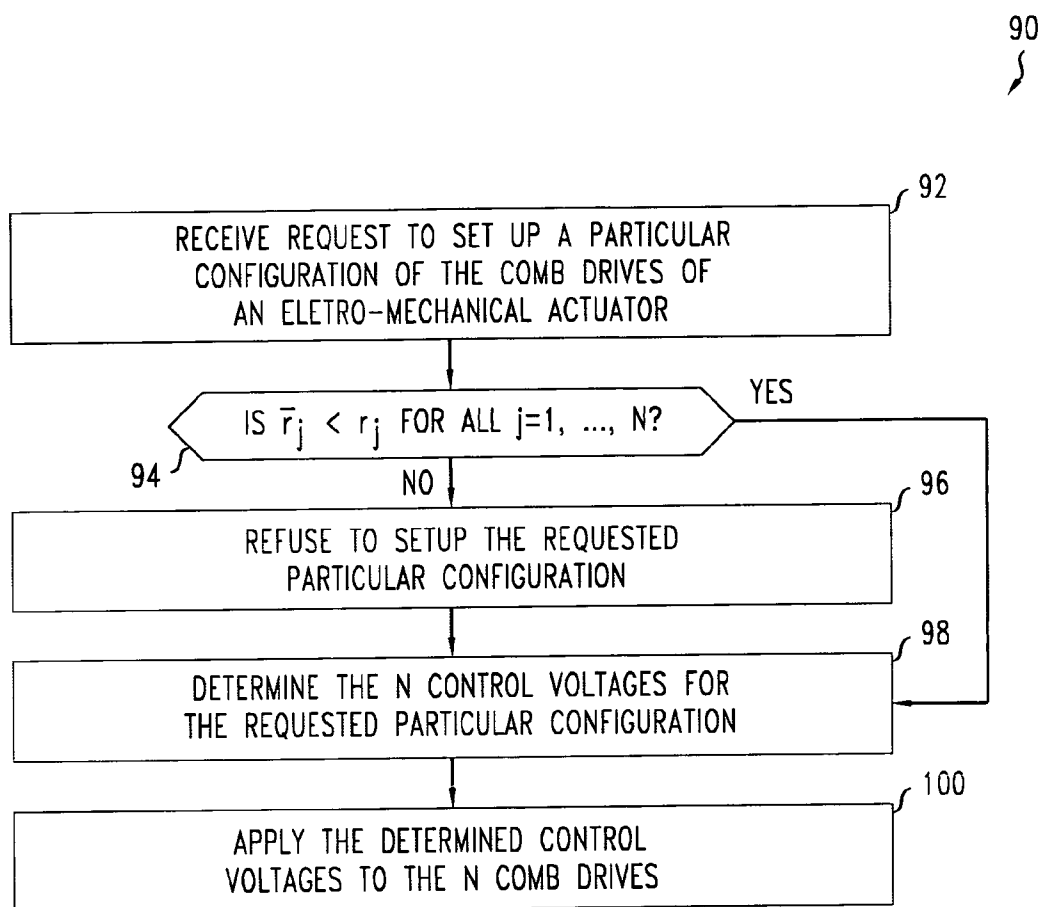 90
92
RECEIVE REQUEST TO SET UP A PARTICULAR
CONFIGURATION OF THE COMB DRIVES OF
AN ELETRO-MECHANICAL ACTUATOR
IS r̄j < rj FOR ALL j=1, ..., N?
YES
94
NO
96
REFUSE TO SETUP THE REQUESTED
PARTICULAR CONFIGURATION
98
DETERMINE THE N CONTROL VOLTAGES FOR
THE REQUESTED PARTICULAR CONFIGURATION
100
APPLY THE DETERMINED CONTROL
VOLTAGES TO THE N COMB DRIVES